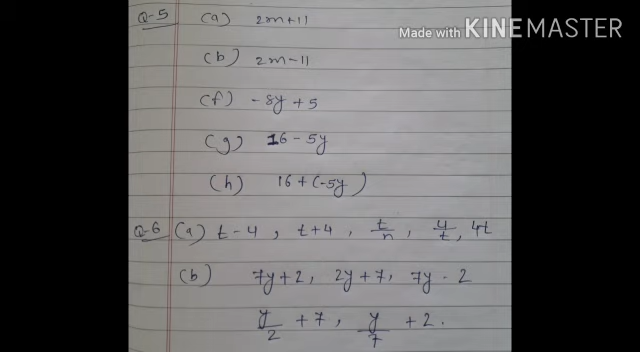 Made with KINEMASTER
Q-5 (a) 2m+11
(b) 2m-11
(f) -8y + 5
(g) 16 - 5y
(h) 16 + (-5y)
Q-6 (a) t-4 , t+4 , t/n , 4/t , 4t
(b) 7y+2, 2y+7, 7y-2
y/2 + 7 , y/7 + 2.